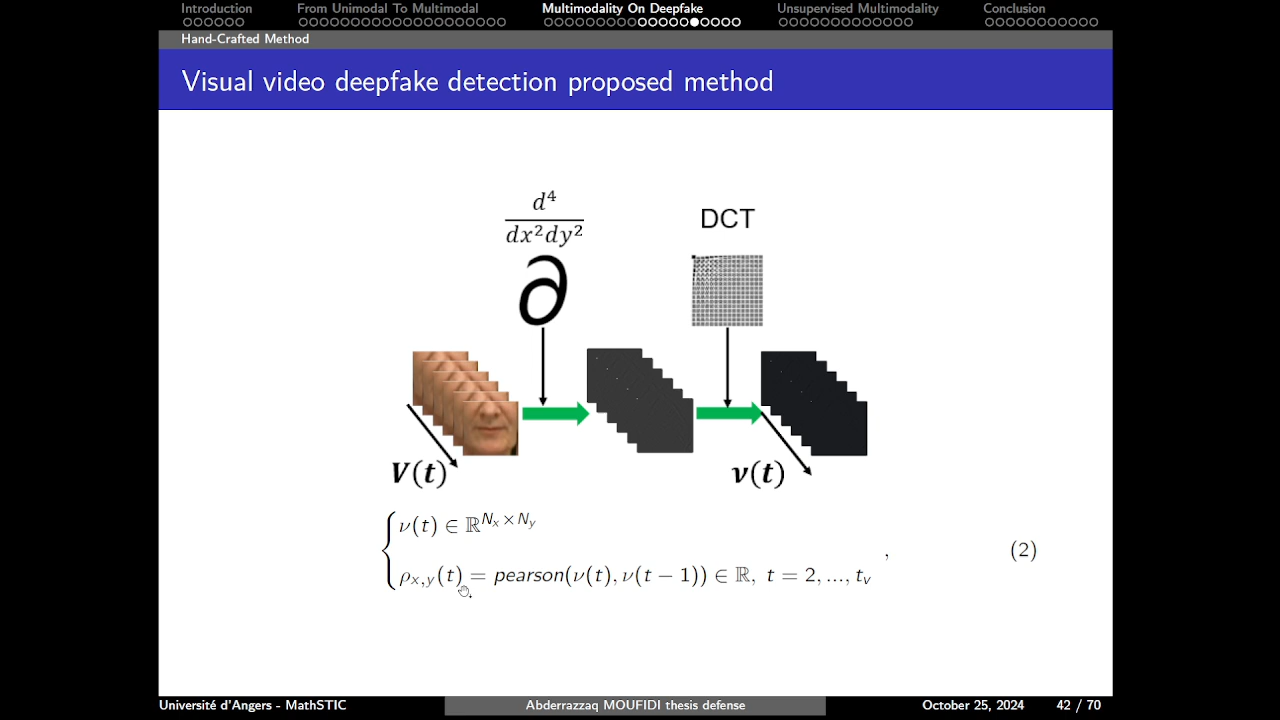 Introduction From Unimodal To Multimodal Multimodality On Deepfake Unsupervised Multimodality Conclusion
Hand-Crafted Method
Visual video deepfake detection proposed method
d⁴
dx²dy²
∂
DCT
V(t)
ν(t)
ν(t) ∈ ℝ^{N_x × N_y}
ρ_{x,y}(t) = pearson(ν(t), ν(t − 1)) ∈ ℝ, t = 2, ..., t_v
, (2)
Université d'Angers - MathSTIC Abderrazzaq MOUFIDI thesis defense October 25, 2024 42 / 70